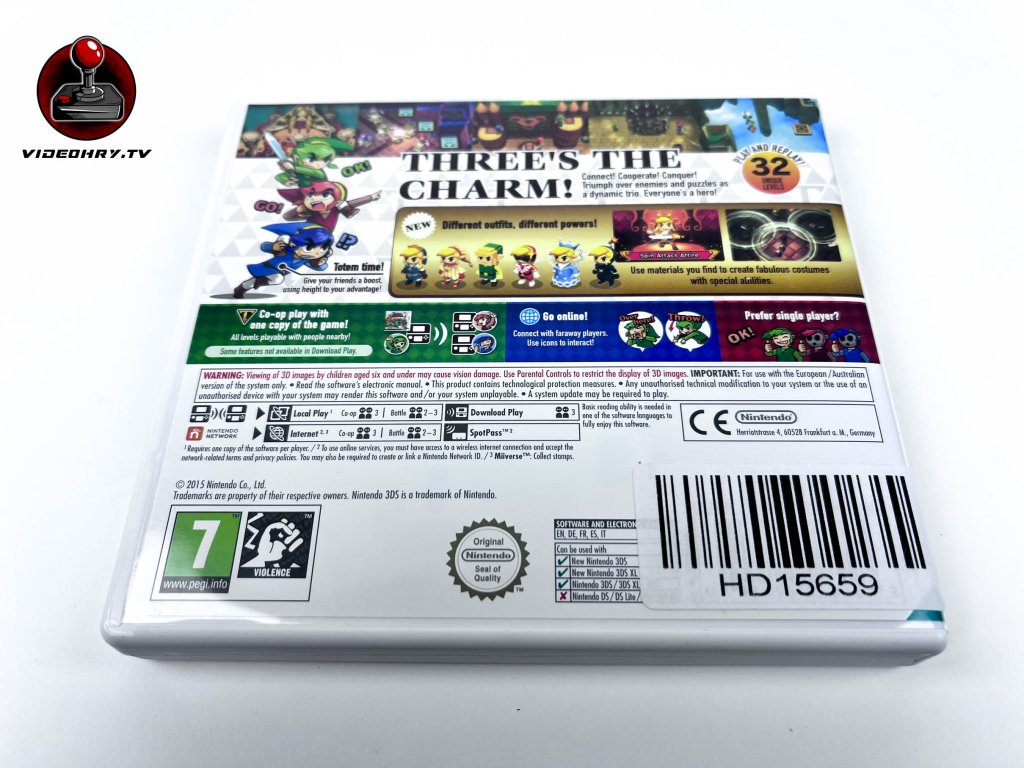 VIDEOHRY.TV
THREE'S THE
CHARM!
Connect! Cooperate! Conquer!
Triumph over enemies and puzzles as
a dynamic trio. Everyone's a hero!
PLAY AND REPLAY!
32
UNIQUE
LEVELS
OK!
GO!
!?
Totem time!
Give your friends a boost,
using height to your advantage!
NEW
Different outfits, different powers!
Spin Attack Attire
Use materials you find to create fabulous costumes
with special abilities.
Co-op play with
one copy of the game!
All levels playable with people nearby!
Some features not available in Download Play.
Go online!
Connect with faraway players.
Use icons to interact!
Over here!
Throw!
Prefer single player?
OK!
WARNING: Viewing of 3D images by children aged six and under may cause vision damage. Use Parental Controls to restrict the display of 3D images. IMPORTANT: For use with the European / Australian
version of the system only. • Read the software's electronic manual. • This product contains technological protection measures. • Any unauthorised technical modification to your system or the use of an
unauthorised device with your system may render this software and/or your system unplayable. • A system update may be required to play.
Local Play ¹ Co-op 3 Battle 2–3 Download Play 3
NINTENDO
NETWORK
Internet ²˒ ³ Co-op 3 Battle 2–3 SpotPass™ ²
Basic reading ability is needed in
one of the software languages to
fully enjoy this software.
CE
Nintendo
Herriotstrasse 4, 60528 Frankfurt a. M., Germany
¹ Requires one copy of the software per player. / ² To use online services, you must have access to a wireless internet connection and accept the
network-related terms and privacy policies. You may also be required to create or link a Nintendo Network ID. / ³ Miiverse™: Collect stamps.
© 2015 Nintendo Co., Ltd.
Trademarks are property of their respective owners. Nintendo 3DS is a trademark of Nintendo.
7
www.pegi.info
VIOLENCE
™
Original
Nintendo
Seal of
Quality
™
SOFTWARE AND ELECTRON
EN, DE, FR, ES, IT
Can be used with
New Nintendo 3DS
New Nintendo 3DS XL
Nintendo 3DS/3DS XL
Nintendo DS/DS Lite/
HD15659